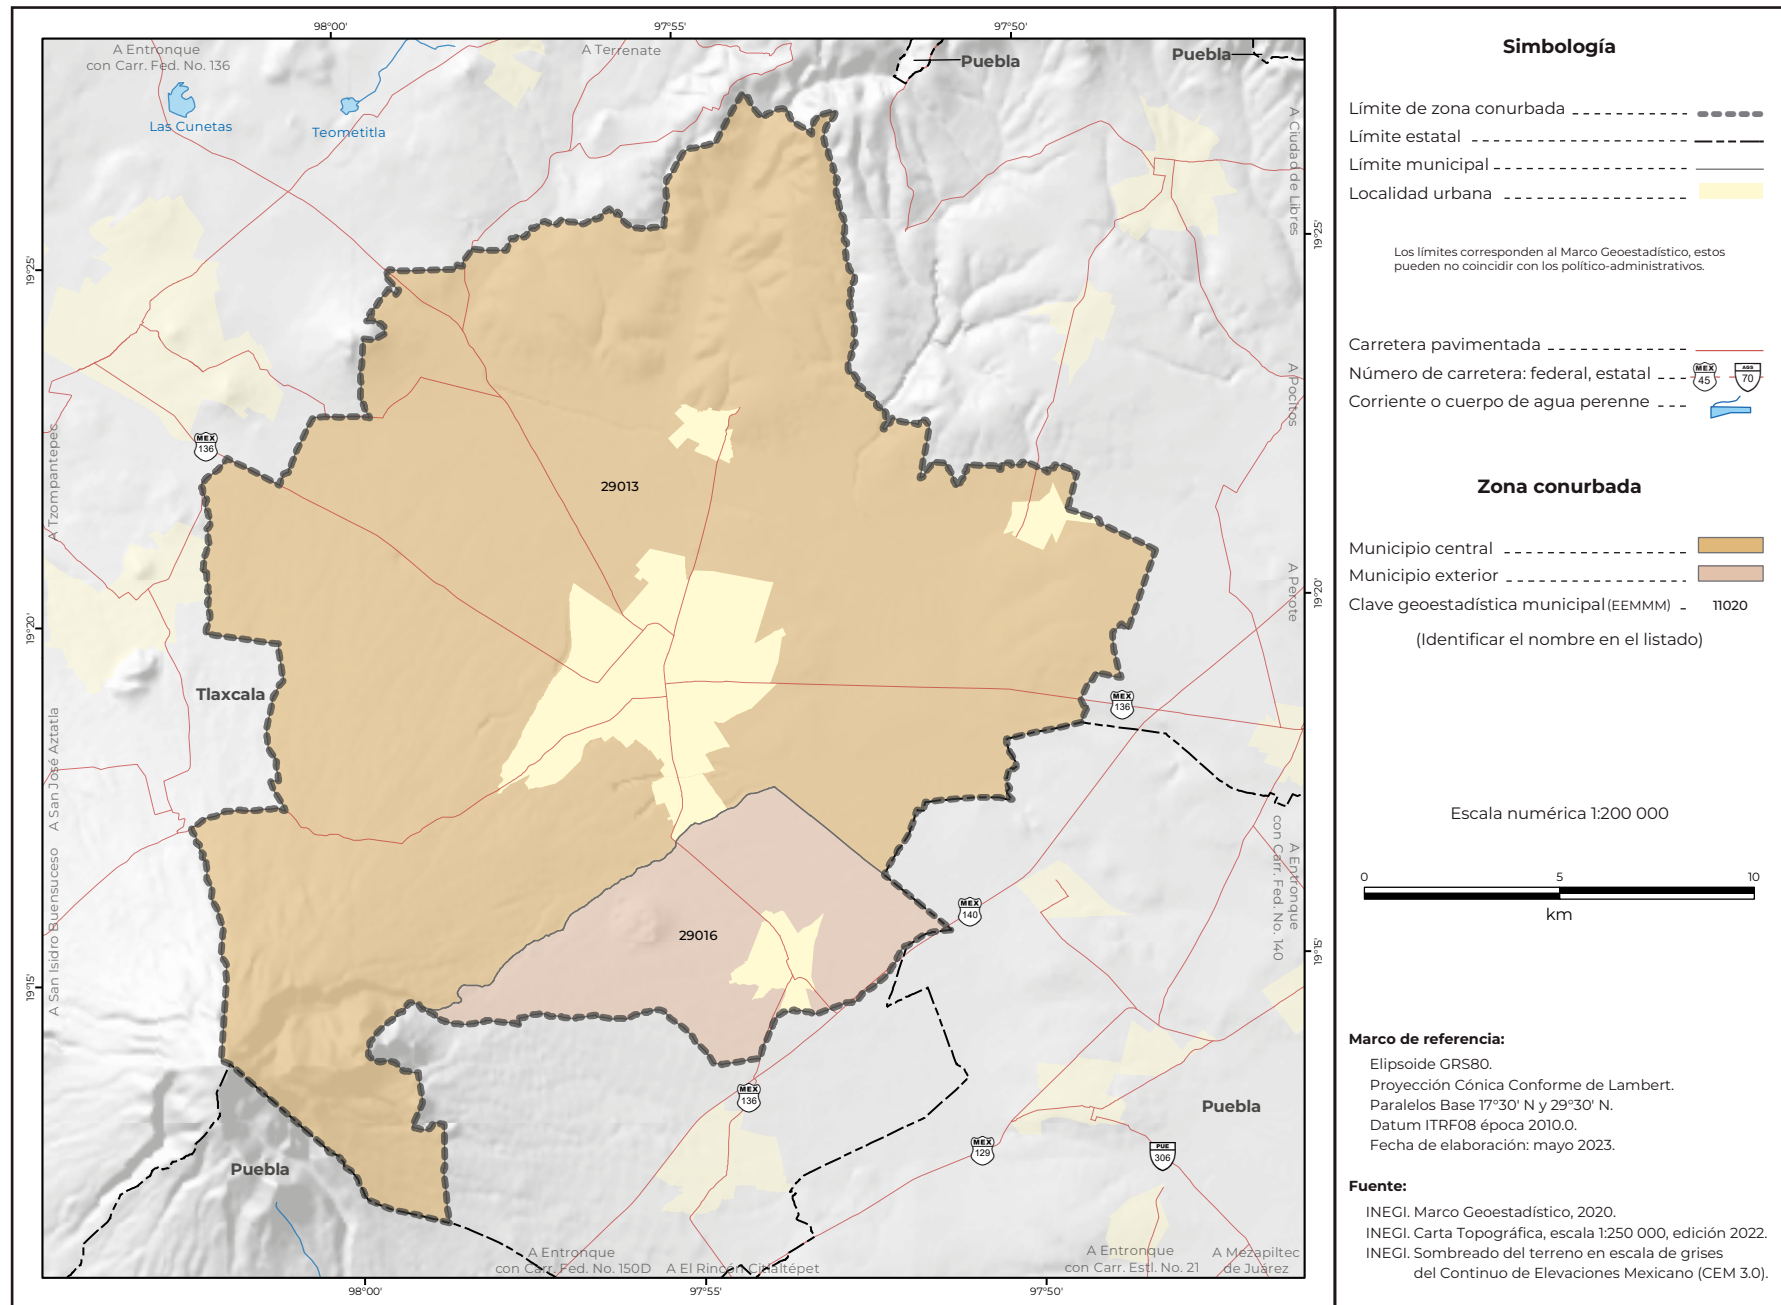 98°00'
97°55'
97°50'
A Entronque
con Carr. Fed. No. 136
A Terrenate
Puebla
Puebla
Las Cunetas
Teometitla
A Ciudad de Libres
19°25'
19°25'
A Pocitos
MEX
136
A Tzompantepec
29013
A Perote
19°20'
19°20'
Tlaxcala
MEX
136
A San José Aztatla
A Entronque
con Carr. Fed. No. 140
A San Isidro Buensuceso
MEX
140
29016
19°15'
19°15'
MEX
136
Puebla
MEX
129
PUE
306
Puebla
A Entronque
con Carr. Fed. No. 150D
A El Rincón Citlaltépet
A Entronque
con Carr. Estl. No. 21
A Mezapiltec
de Juárez
98°00'
97°55'
97°50'
Simbología
Límite de zona conurbada
Límite estatal
Límite municipal
Localidad urbana
Los límites corresponden al Marco Geoestadístico, estos
pueden no coincidir con los político-administrativos.
Carretera pavimentada
Número de carretera: federal, estatal MEX 45 AGS 70
Corriente o cuerpo de agua perenne
Zona conurbada
Municipio central
Municipio exterior
Clave geoestadística municipal (EEMMM) 11020
(Identificar el nombre en el listado)
Escala numérica 1:200 000
0 5 10
km
Marco de referencia:
Elipsoide GRS80.
Proyección Cónica Conforme de Lambert.
Paralelos Base 17°30' N y 29°30' N.
Datum ITRF08 época 2010.0.
Fecha de elaboración: mayo 2023.
Fuente:
INEGI. Marco Geoestadístico, 2020.
INEGI. Carta Topográfica, escala 1:250 000, edición 2022.
INEGI. Sombreado del terreno en escala de grises
del Continuo de Elevaciones Mexicano (CEM 3.0).